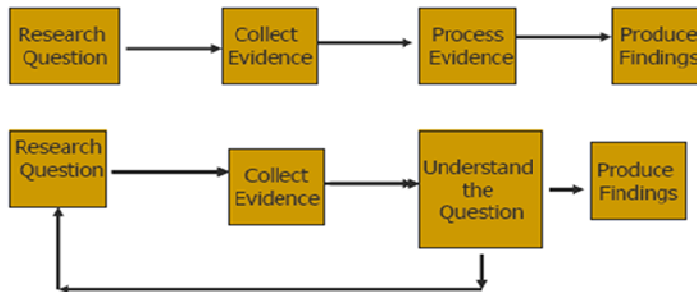 Research
Question
Collect
Evidence
Process
Evidence
Produce
Findings
Research
Question
Collect
Evidence
Understand
the
Question
Produce
Findings